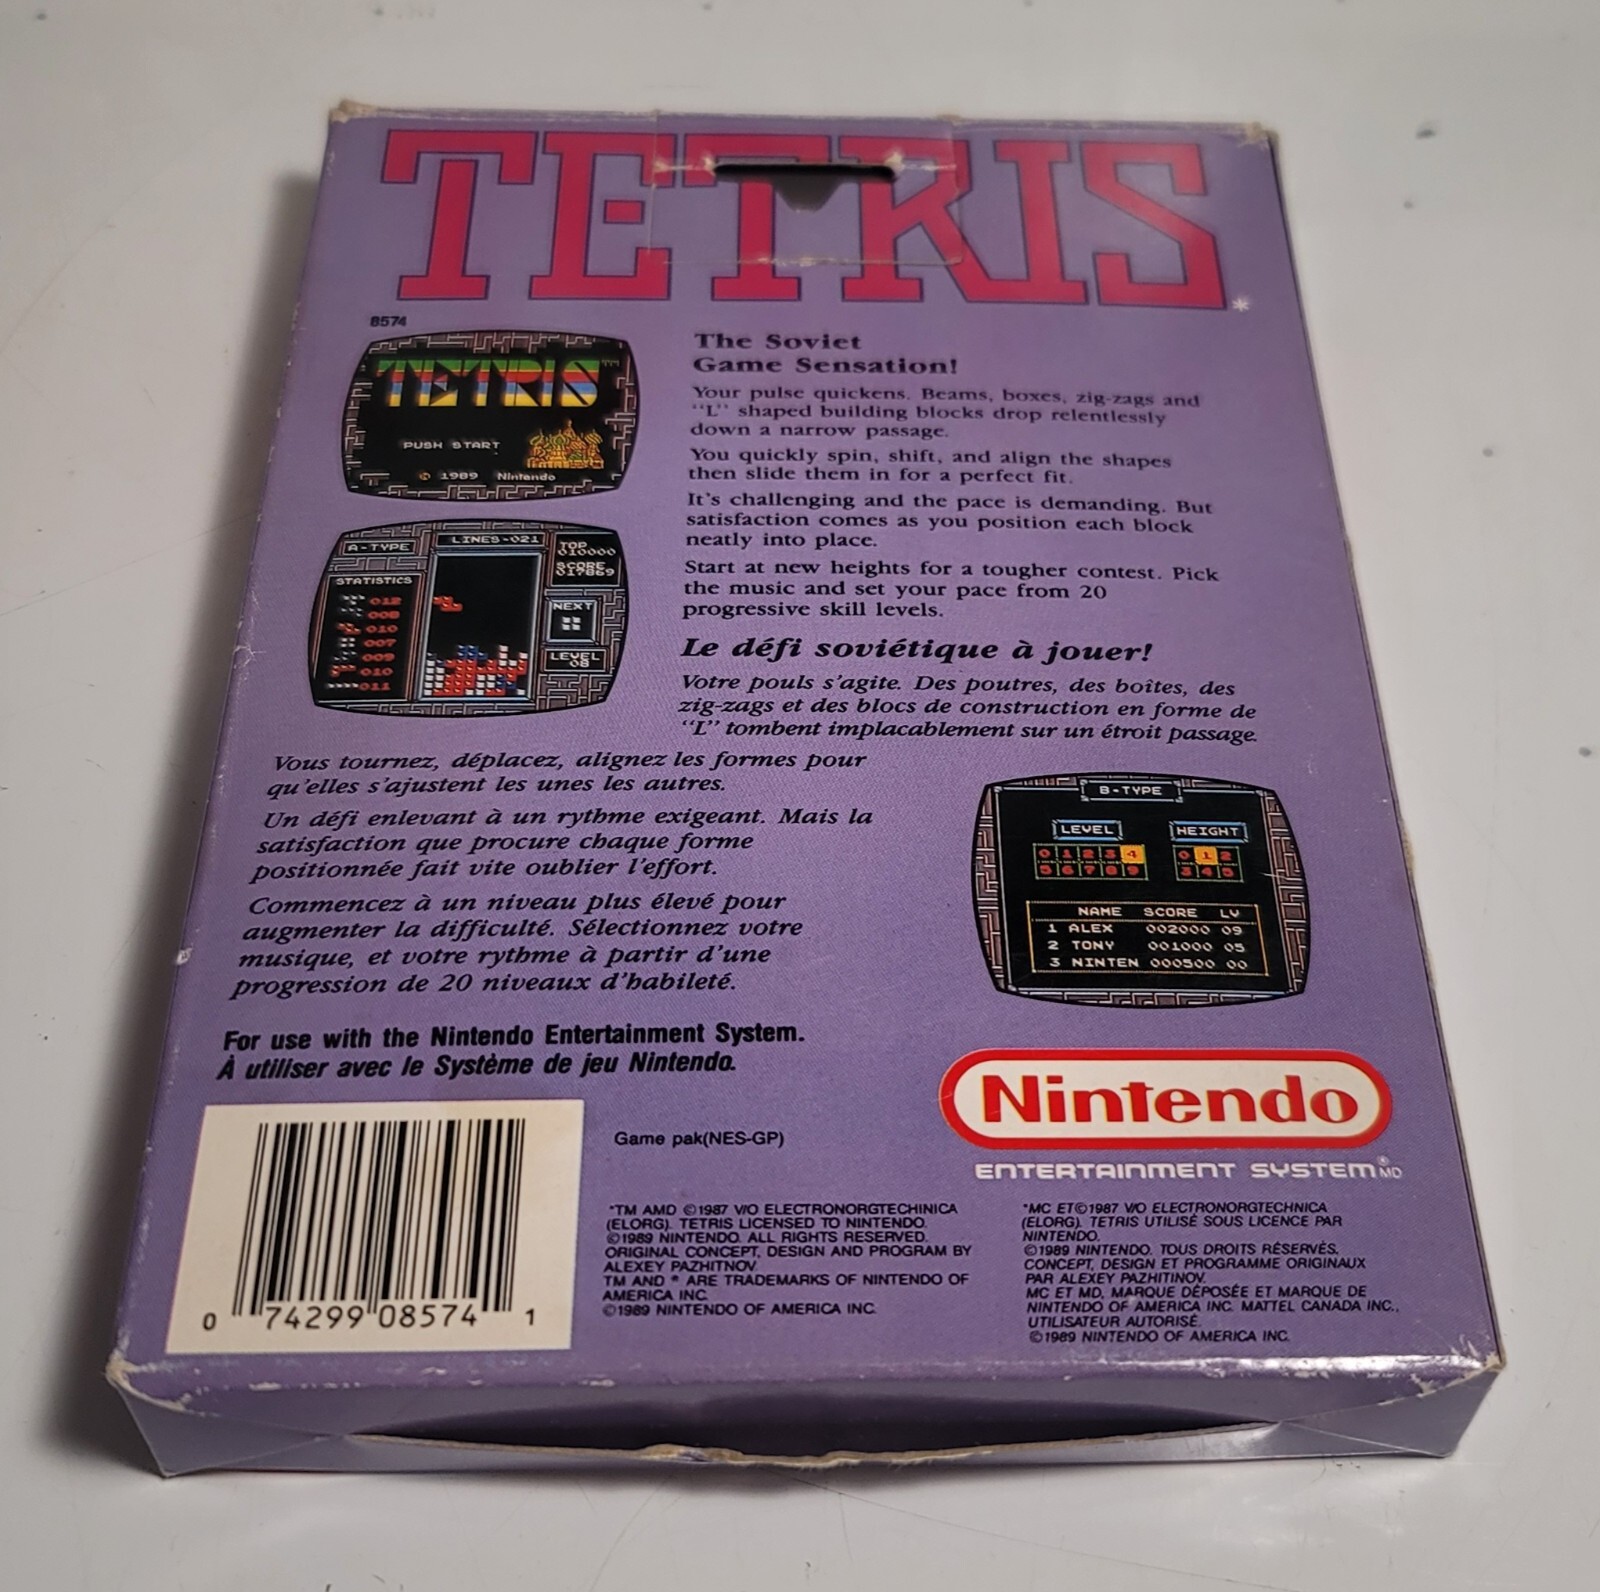 TETRIS*
8574
TETRIS™
PUSH START
© 1989 Nintendo
A-TYPE
LINES-021
TOP
010000
SCORE
017869
STATISTICS
012
008
010
007
009
010
011
NEXT
LEVEL
08
The Soviet
Game Sensation!
Your pulse quickens. Beams, boxes, zig-zags and
"L" shaped building blocks drop relentlessly
down a narrow passage.
You quickly spin, shift, and align the shapes
then slide them in for a perfect fit.
It's challenging and the pace is demanding. But
satisfaction comes as you position each block
neatly into place.
Start at new heights for a tougher contest. Pick
the music and set your pace from 20
progressive skill levels.
Le défi soviétique à jouer!
Votre pouls s'agite. Des poutres, des boîtes, des
zig-zags et des blocs de construction en forme de
"L" tombent implacablement sur un étroit passage.
Vous tournez, déplacez, alignez les formes pour
qu'elles s'ajustent les unes les autres.
Un défi enlevant à un rythme exigeant. Mais la
satisfaction que procure chaque forme
positionnée fait vite oublier l'effort.
Commencez à un niveau plus élevé pour
augmenter la difficulté. Sélectionnez votre
musique, et votre rythme à partir d'une
progression de 20 niveaux d'habileté.
B-TYPE
LEVEL HEIGHT
0 1 2 3 4 0 1 2
5 6 7 8 9 3 4 5
NAME SCORE LV
1 ALEX 002000 09
2 TONY 001000 05
3 NINTEN 000500 00
For use with the Nintendo Entertainment System.
À utiliser avec le Système de jeu Nintendo.
Nintendo
ENTERTAINMENT SYSTEM®MD
Game pak(NES-GP)
0 74299 08574 1
*TM AMD ©1987 V/O ELECTRONORGTECHINICA
(ELORG). TETRIS LICENSED TO NINTENDO.
©1989 NINTENDO. ALL RIGHTS RESERVED.
ORIGINAL CONCEPT, DESIGN AND PROGRAM BY
ALEXEY PAZHITNOV.
TM AND ® ARE TRADEMARKS OF NINTENDO OF
AMERICA INC.
©1989 NINTENDO OF AMERICA INC.
*MC ET©1987 V/O ELECTRONORGTECHNICA
(ELORG). TETRIS UTILISÉ SOUS LICENCE PAR
NINTENDO.
©1989 NINTENDO. TOUS DROITS RÉSERVÉS.
CONCEPT, DESIGN ET PROGRAMME ORIGINAUX
PAR ALEXEY PAZHITINOV.
MC ET MD, MARQUE DÉPOSÉE ET MARQUE DE
NINTENDO OF AMERICA INC. MATTEL CANADA INC.,
UTILISATEUR AUTORISÉ.
©1989 NINTENDO OF AMERICA INC.